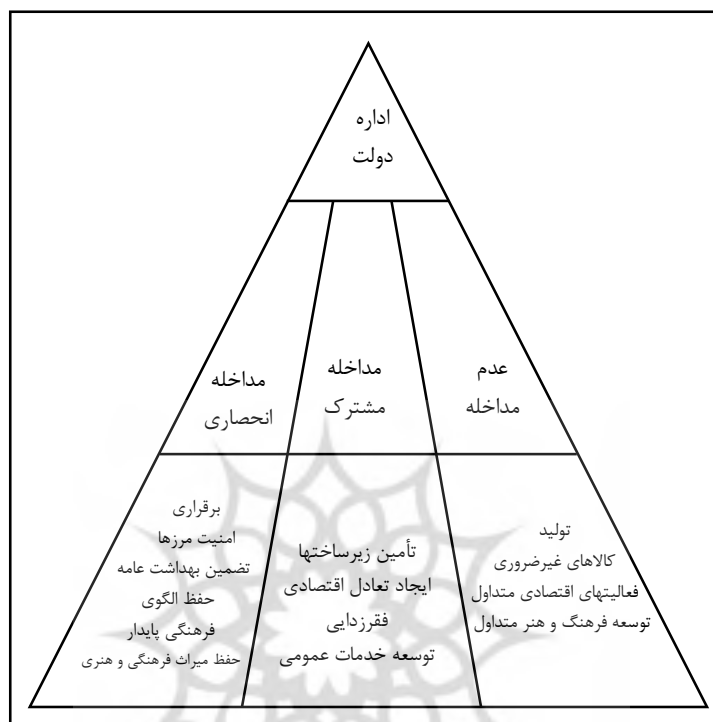 اداره
دولت
عدم
مداخله
مداخله
مشترک
مداخله
انحصاری
تولید
کالاهای غیرضروری
فعالیتهای اقتصادی متداول
توسعه فرهنگ و هنر متداول
تأمین زیرساختها
ایجاد تعادل اقتصادی
فقرزدایی
توسعه خدمات عمومی
برقراری
امنیت مرزها
تضمین بهداشت عامه
حفظ الگوی
فرهنگی پایدار
حفظ میراث فرهنگی و هنری